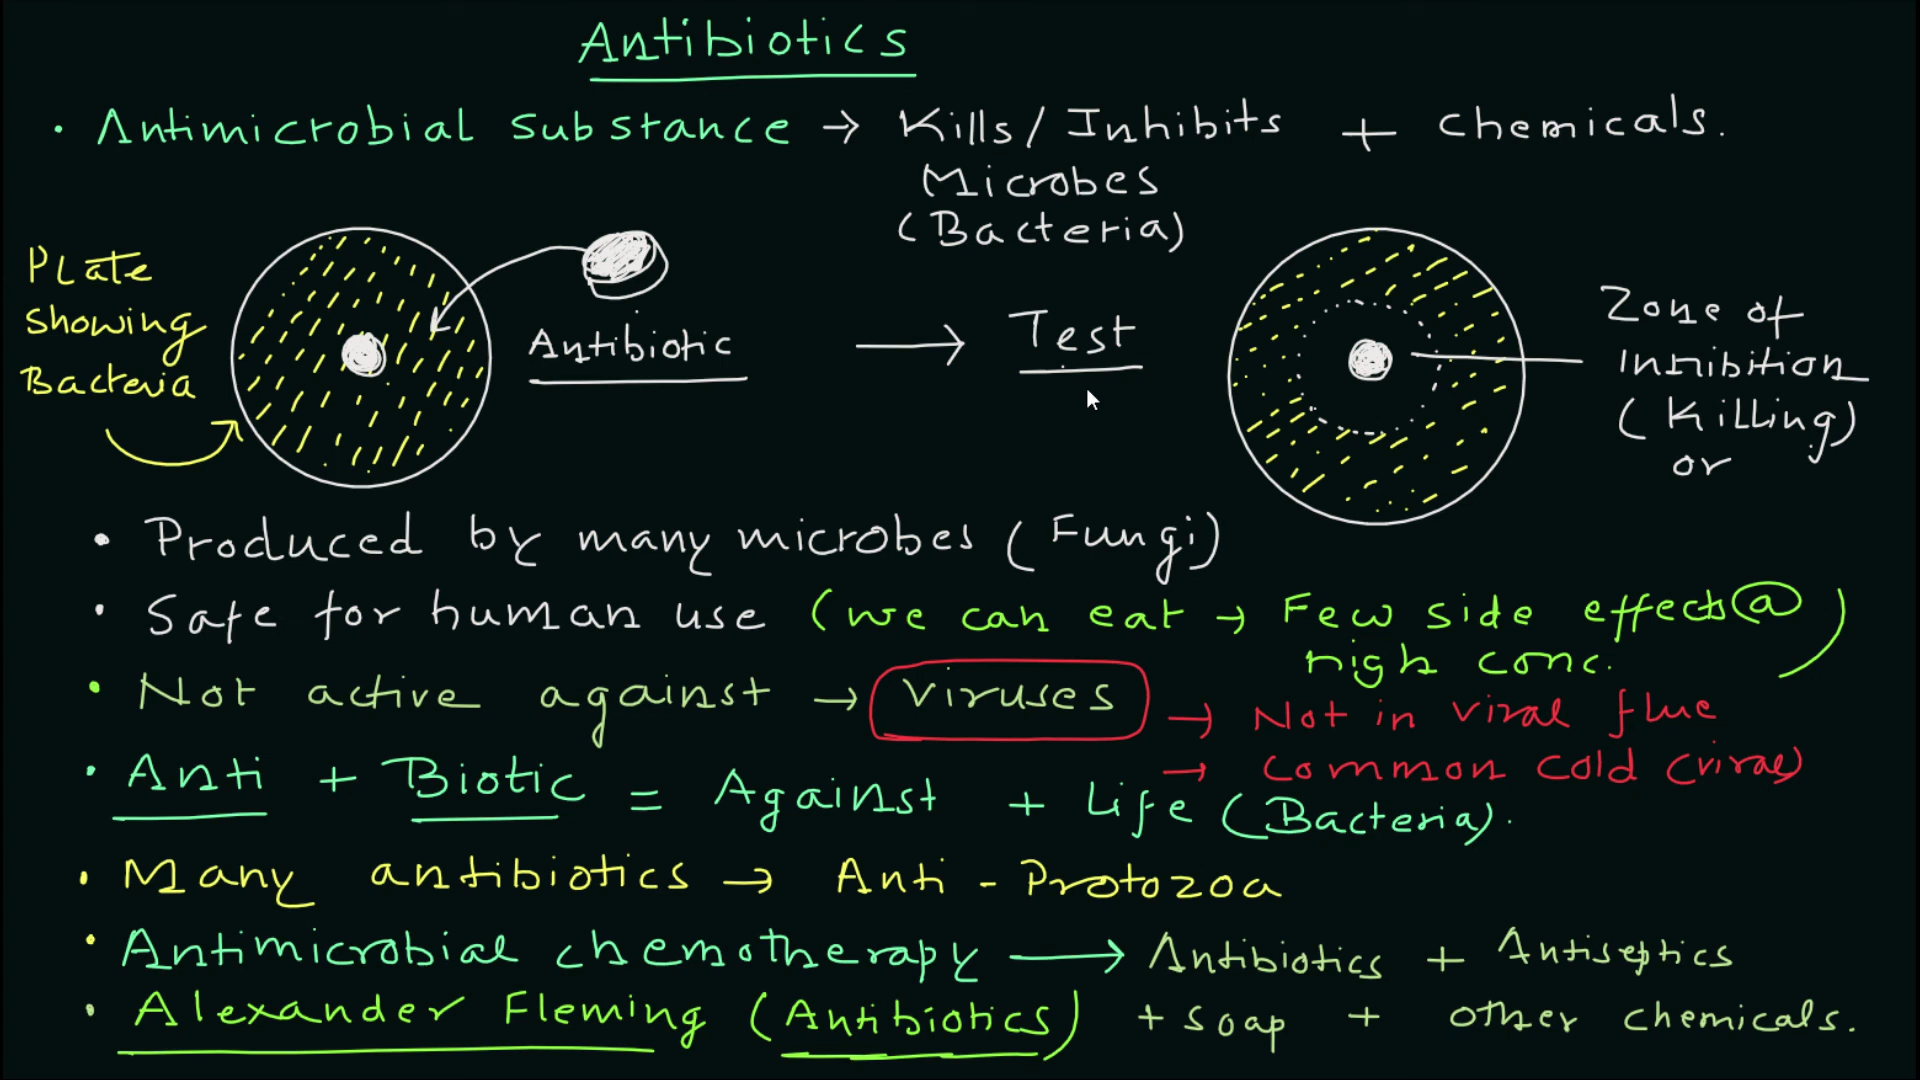 Antibiotics
• Antimicrobial substance → Kills/Inhibits + chemicals.
Microbes
(Bacteria)
Plate
showing
Bacteria
Antibiotic → Test
Zone of
Inhibition
(Killing)
or
• Produced by many microbes (Fungi)
• Safe for human use (we can eat → Few side effects @
high conc.)
• Not active against → Viruses → Not in viral flue
→ common cold (viral)
• Anti + Biotic = Against + Life (Bacteria).
• Many antibiotics → Anti - Protozoa
• Antimicrobial chemotherapy → Antibiotics + Antiseptics
+ soap + other chemicals.
• Alexander Fleming (Antibiotics)